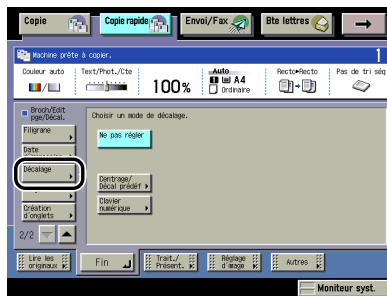 Copie
Copie rapide
Envoi/Fax
Bte lettres
Machine prête à copier.
1
Couleur auto
Text/Phot./Cte
100%
Auto
A4
Ordinaire
Recto▸Recto
Pas de tri séq
Broch/Edit
pge/Décal.
Choisir un mode de décalage.
Filigrane
Ne pas régler
Date
Décalage
Centrage/
Décal prédéf
Clavier
numérique
Création
d'onglets
2/2
Lire les
originaux
Fin
Trait./
Présent.
Réglage
d'image
Autres
Moniteur syst.